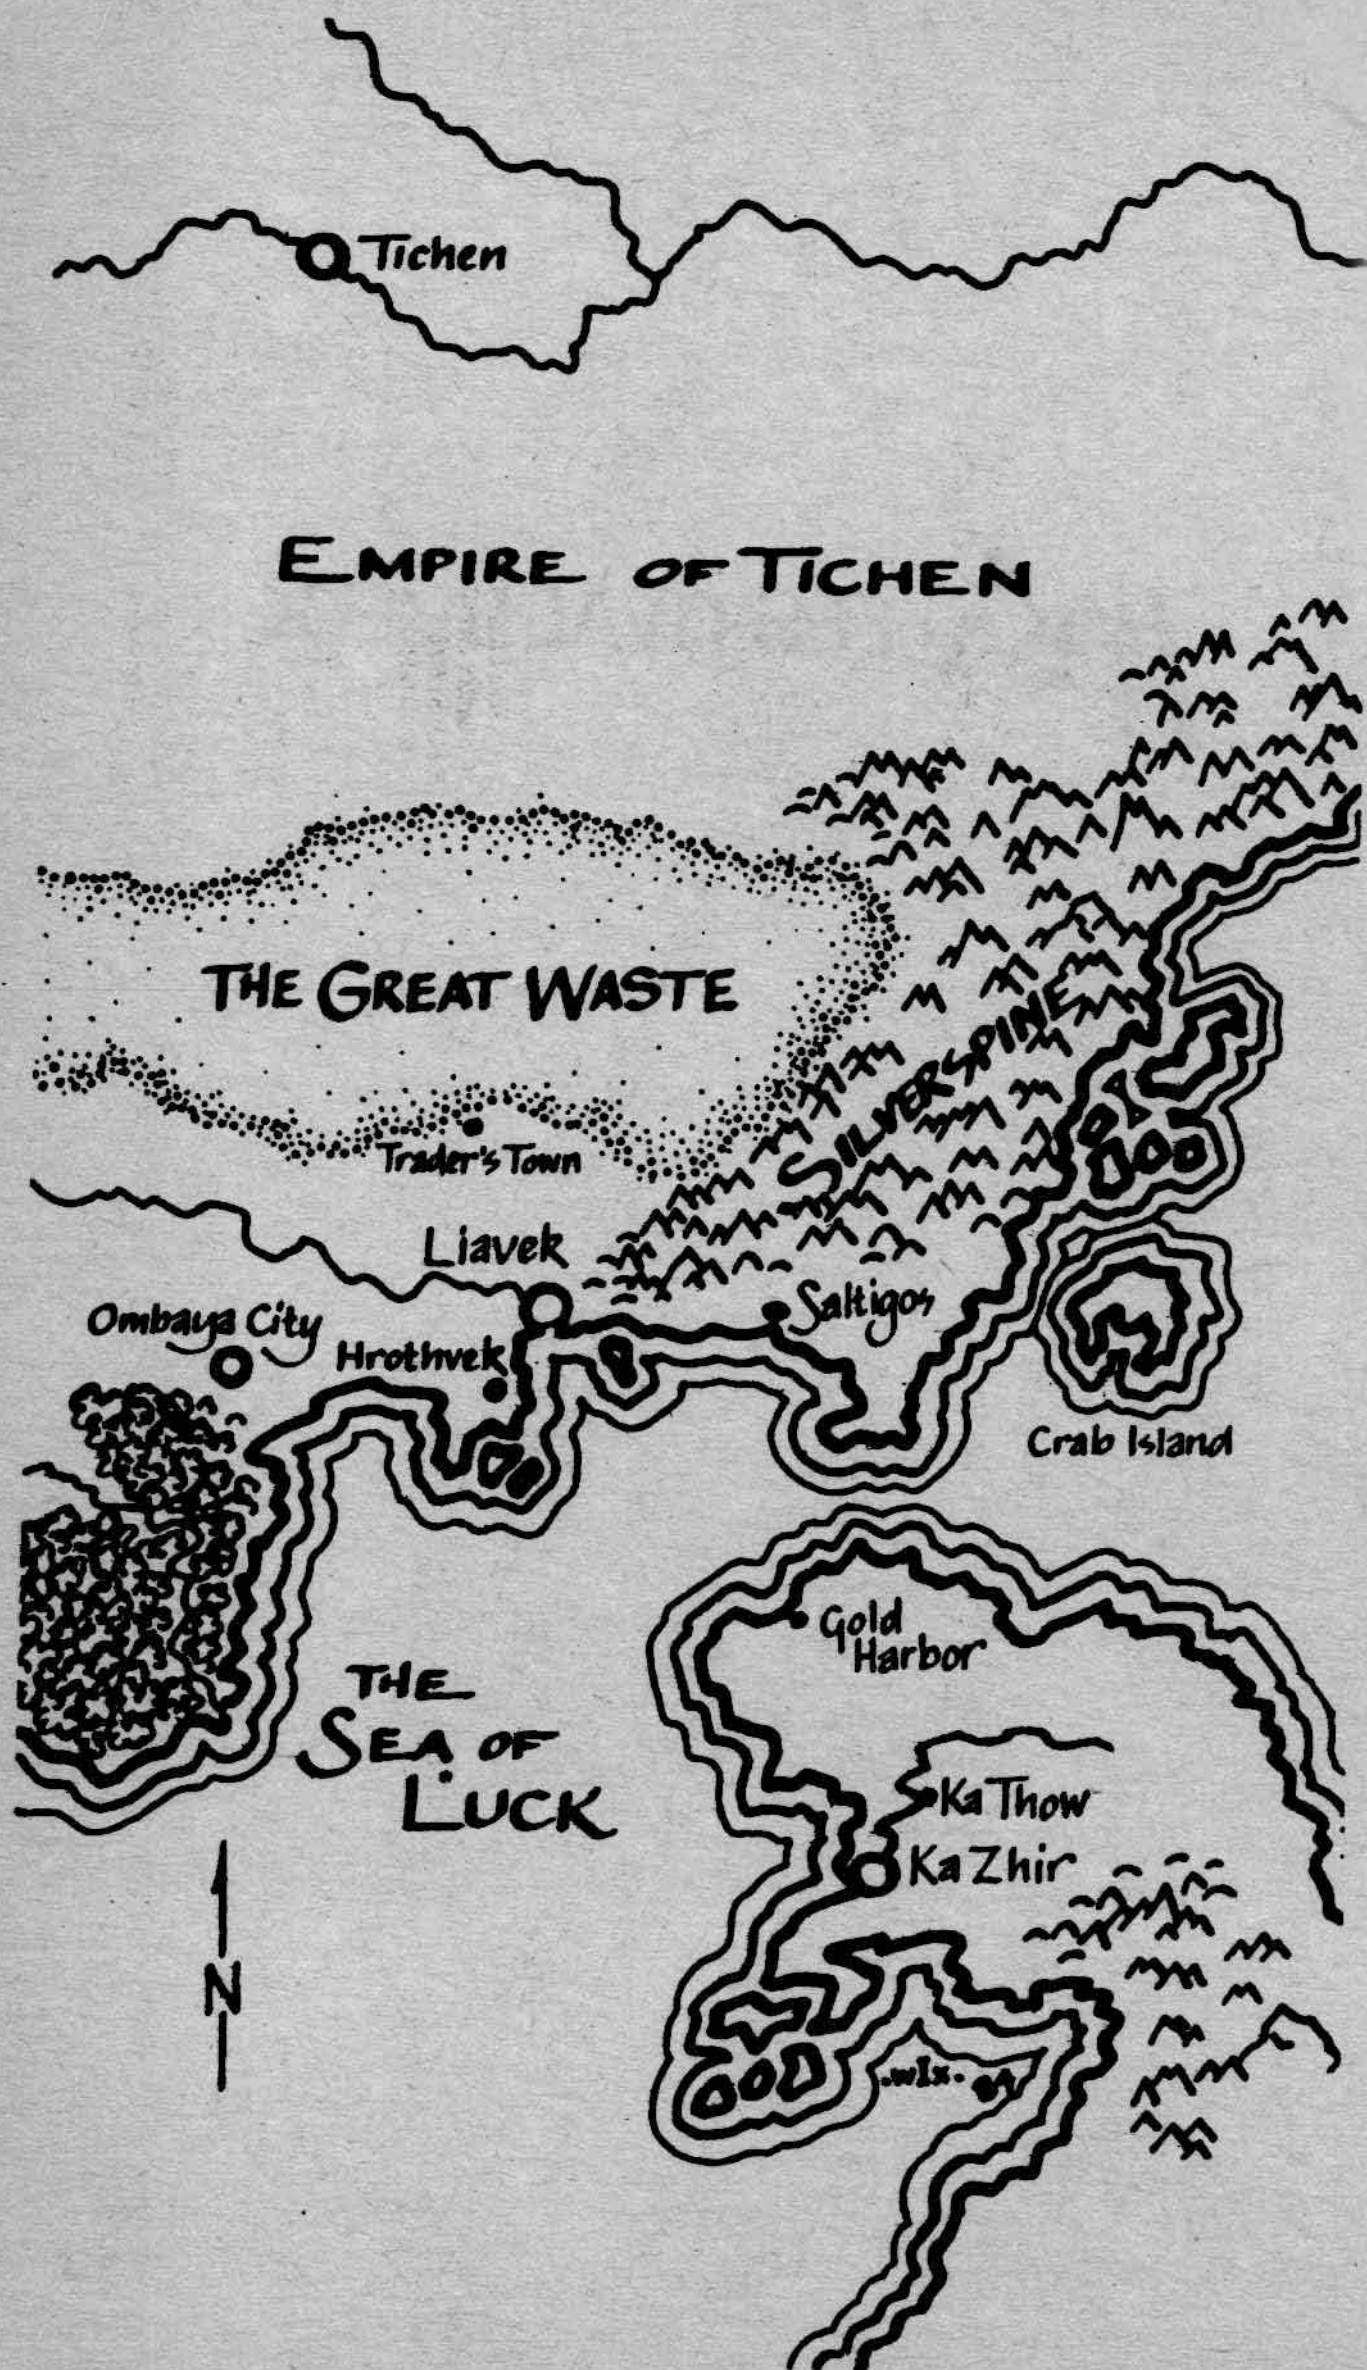 Tichen
EMPIRE OF TICHEN
THE GREAT WASTE
SILVERSPINE
Trader's Town
Liavek
Saltigos
Ombaya City
Hrothvek
Crab Island
Gold
Harbor
THE
SEA OF
LUCK
Ka Thow
Ka Zhir
N
.wIx.